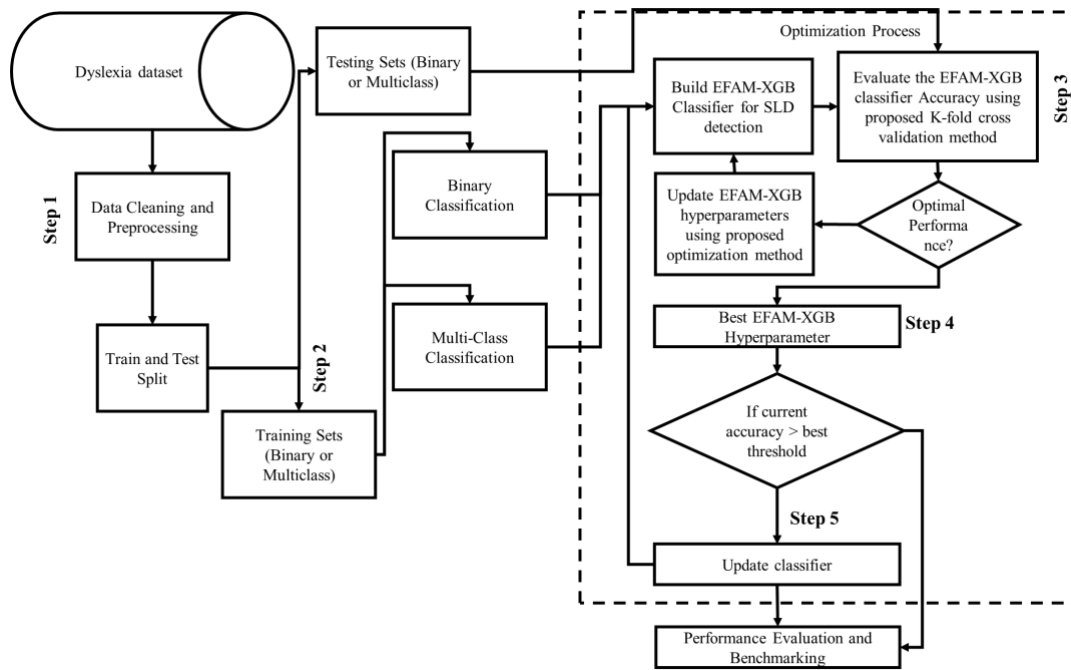 Dyslexia dataset
Step 1
Data Cleaning and
Preprocessing
Train and Test
Split
Step 2
Testing Sets (Binary
or Multiclass)
Training Sets
(Binary or
Multiclass)
Binary
Classification
Multi-Class
Classification
Optimization Process
Step 3
Build EFAM-XGB
Classifier for SLD
detection
Evaluate the EFAM-XGB
classifier Accuracy using
proposed K-fold cross
validation method
Update EFAM-XGB
hyperparameters
using proposed
optimization method
Optimal
Performa
nce?
Best EFAM-XGB
Hyperparameter
Step 4
If current
accuracy > best
threshold
Step 5
Update classifier
Performance Evaluation and
Benchmarking